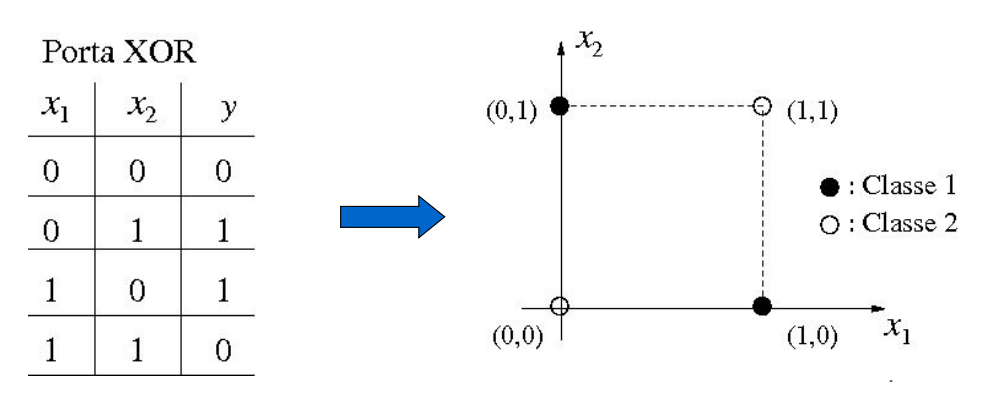 Porta XOR
x₁ x₂ y
0 0 0
0 1 1
1 0 1
1 1 0
x₂
(0,1) (1,1)
: Classe 1
: Classe 2
(0,0) (1,0) x₁